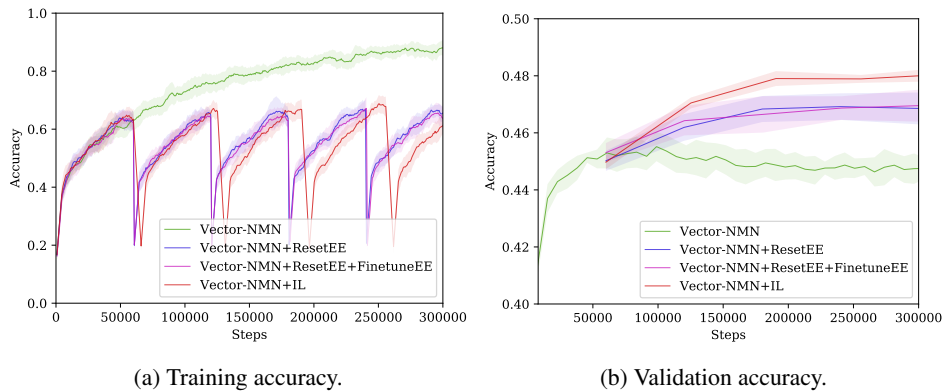 1.0
0.8
0.6
0.4
0.2
0.0
Accuracy
0
50000
100000
150000
200000
250000
300000
Steps
Vector-NMN
Vector-NMN+ResetEE
Vector-NMN+ResetEE+FinetuneEE
Vector-NMN+IL
(a) Training accuracy.
0.50
0.48
0.46
0.44
0.42
0.40
Accuracy
50000
100000
150000
200000
250000
300000
Steps
Vector-NMN
Vector-NMN+ResetEE
Vector-NMN+ResetEE+FinetuneEE
Vector-NMN+IL
(b) Validation accuracy.